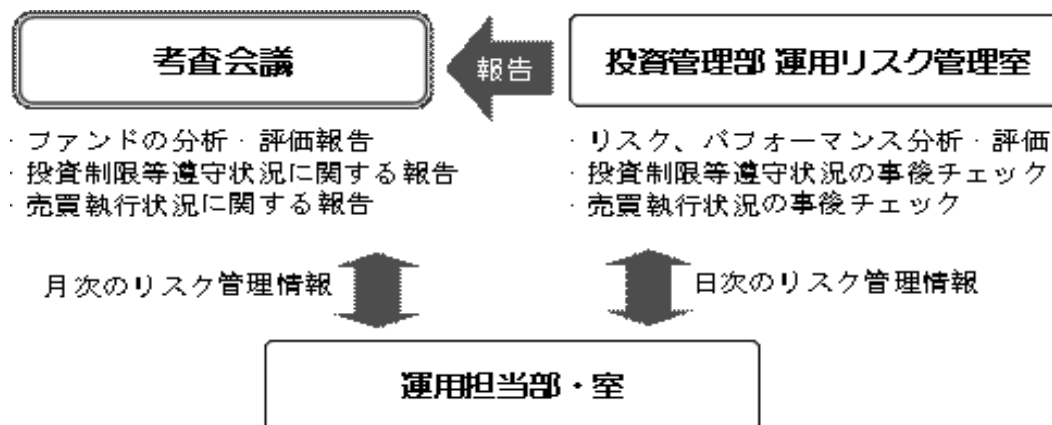 考査会議
報告
投資管理部 運用リスク管理室
・ファンドの分析・評価報告
・投資制限等遵守状況に関する報告
・売買執行状況に関する報告
・リスク、パフォーマンス分析・評価
・投資制限等遵守状況の事後チェック
・売買執行状況の事後チェック
月次のリスク管理情報
日次のリスク管理情報
運用担当部・室